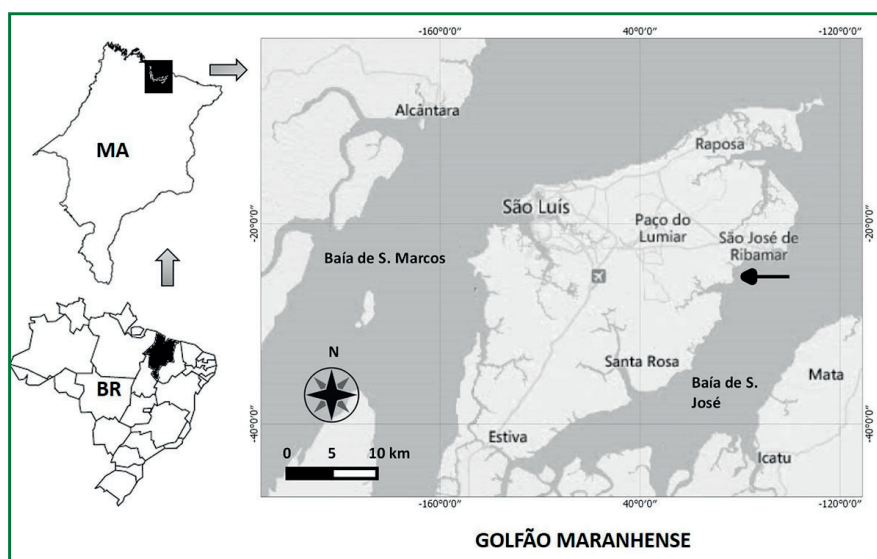 -160°0'0"
40°0'0"
-120°0'0"
MA
Alcântara
Raposa
São Luís
Paço do
Lumiar
São José de
Ribamar
-20°0'0"
-20°0'0"
Baía de S. Marcos
BR
N
Santa Rosa
Baía de S.
José
Mata
Estiva
Icatu
-40°0'0"
-40°0'0"
0 5 10 km
-160°0'0"
40°0'0"
-120°0'0"
GOLFÃO MARANHENSE